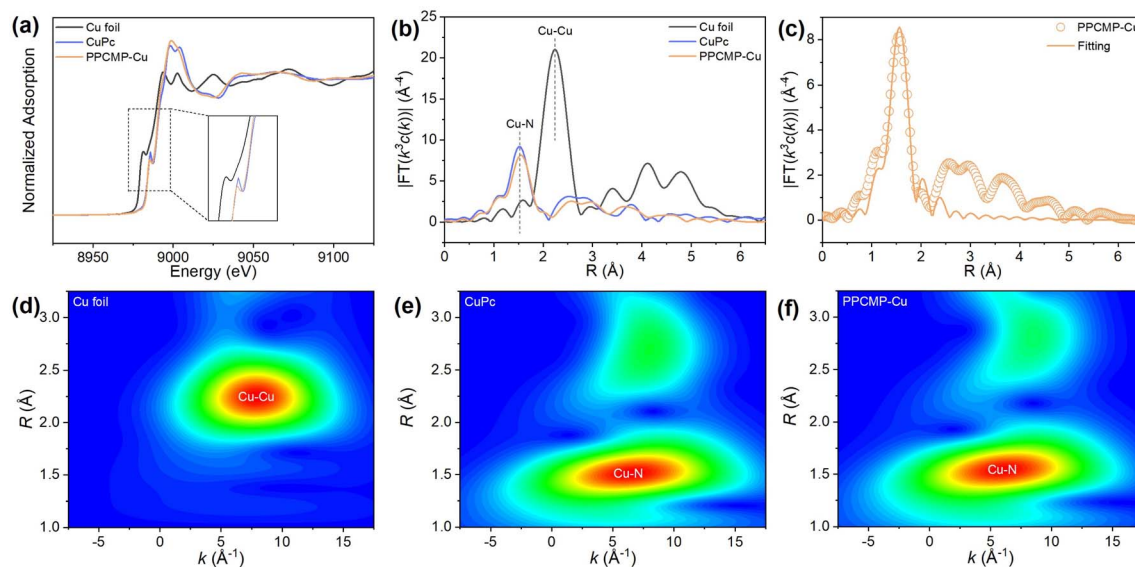 (a)
Cu foil
CuPc
PPCMP-Cu
Normalized Adsorption
8950 9000 9050 9100
Energy (eV)
(b)
Cu foil
CuPc
PPCMP-Cu
Cu-Cu
Cu-N
|FT(k³c(k))| (Å⁻⁴)
25
20
15
10
5
0
0 1 2 3 4 5 6
R (Å)
(c)
PPCMP-Cu
Fitting
|FT(k³c(k))| (Å⁻⁴)
8
6
4
2
0
0 1 2 3 4 5 6
R (Å)
(d)
Cu foil
Cu-Cu
R (Å)
3.0
2.5
2.0
1.5
1.0
-5 0 5 10 15
k (Å⁻¹)
(e)
CuPc
Cu-N
R (Å)
3.0
2.5
2.0
1.5
1.0
-5 0 5 10 15
k (Å⁻¹)
(f)
PPCMP-Cu
Cu-N
R (Å)
3.0
2.5
2.0
1.5
1.0
-5 0 5 10 15
k (Å⁻¹)